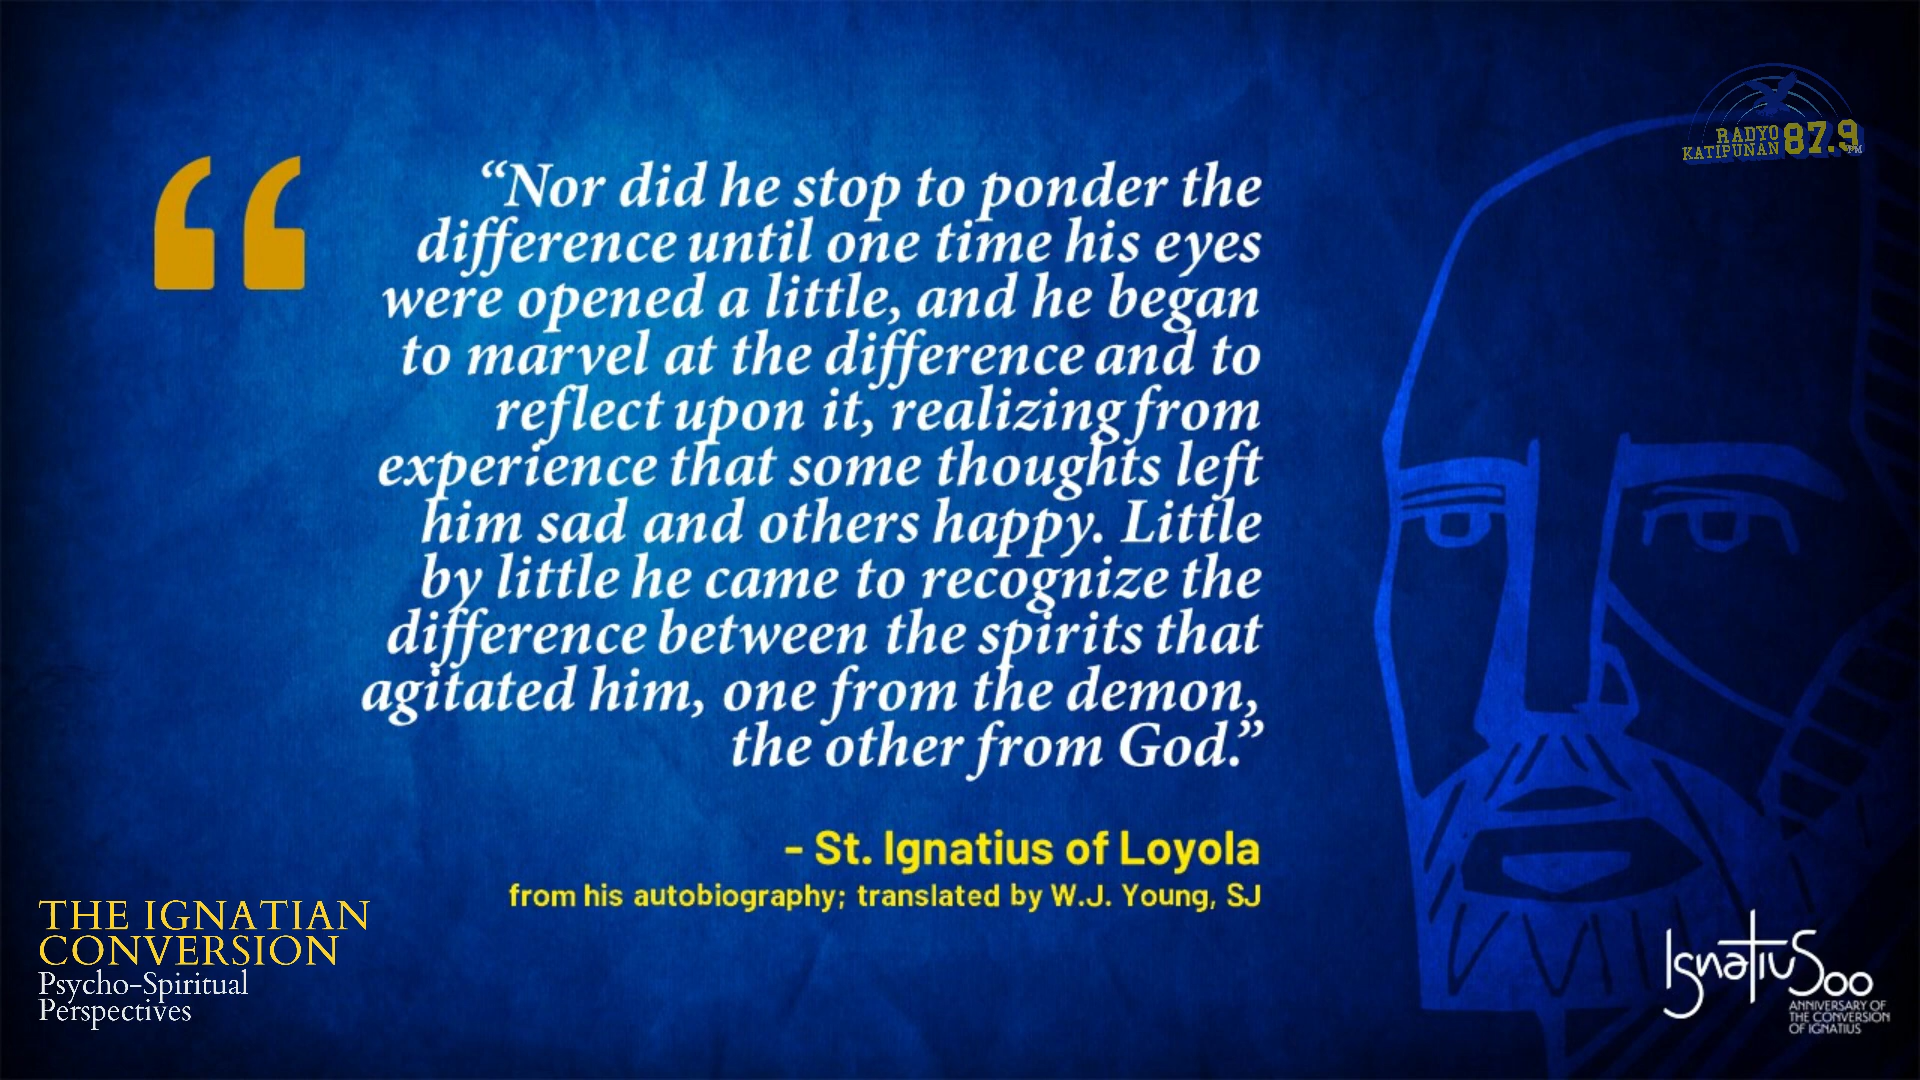 RADYO
KATIPUNAN 87.9 FM
“Nor did he stop to ponder the
difference until one time his eyes
were opened a little, and he began
to marvel at the difference and to
reflect upon it, realizing from
experience that some thoughts left
him sad and others happy. Little
by little he came to recognize the
difference between the spirits that
agitated him, one from the demon,
the other from God.”
- St. Ignatius of Loyola
from his autobiography; translated by W.J. Young, SJ
THE IGNATIAN
CONVERSION
Psycho-Spiritual
Perspectives
IgnatiuS00
ANNIVERSARY OF
THE CONVERSION
OF IGNATIUS